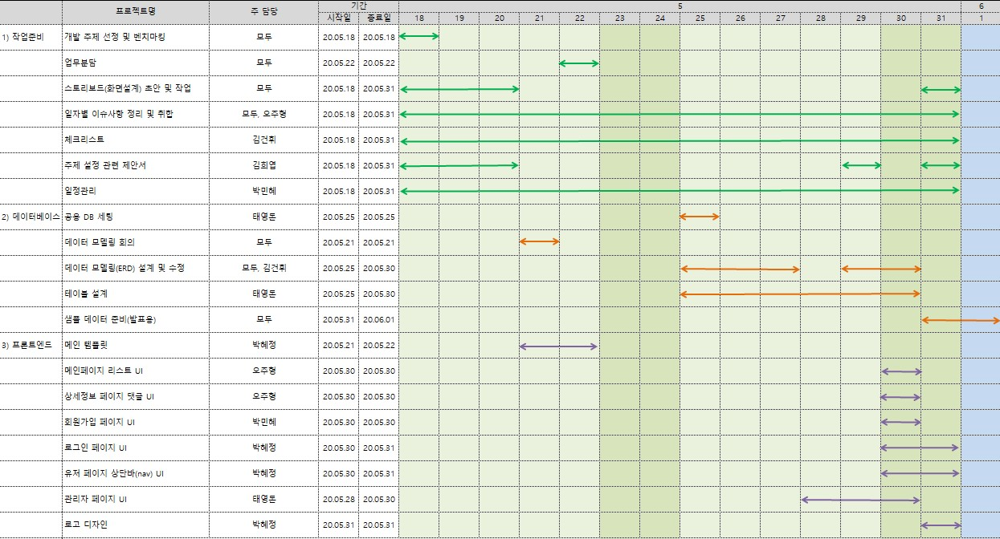 프로젝트명 주 담당 기간 5 6
시작일 종료일 18 19 20 21 22 23 24 25 26 27 28 29 30 31 1
1) 작업준비 개발 주제 선정 및 벤치마킹 모두 20.05.18 20.05.18
업무분담 모두 20.05.22 20.05.22
스토리보드(화면설계) 초안 및 작업 모두 20.05.18 20.05.31
일자별 이슈사항 정리 및 취합 모두, 오주형 20.05.18 20.05.31
체크리스트 김건휘 20.05.18 20.05.31
주제 설정 관련 제안서 김희엽 20.05.18 20.05.31
일정관리 박민혜 20.05.18 20.05.31
2) 데이터베이스 공용 DB 세팅 태영돈 20.05.25 20.05.25
데이터 모델링 회의 모두 20.05.21 20.05.21
데이터 모델링(ERD) 설계 및 수정 모두, 김건휘 20.05.25 20.05.30
테이블 설계 태영돈 20.05.25 20.05.30
샘플 데이터 준비(발표용) 모두 20.05.31 20.06.01
3) 프론트엔드 메인 템플릿 박혜정 20.05.21 20.05.22
메인페이지 리스트 UI 오주형 20.05.30 20.05.30
상세정보 페이지 댓글 UI 오주형 20.05.30 20.05.30
회원가입 페이지 UI 박민혜 20.05.30 20.05.30
로그인 페이지 UI 박혜정 20.05.30 20.05.31
유저 페이지 상단바(nav) UI 박혜정 20.05.30 20.05.31
관리자 페이지 UI 태영돈 20.05.28 20.05.30
로고 디자인 박혜정 20.05.31 20.05.31